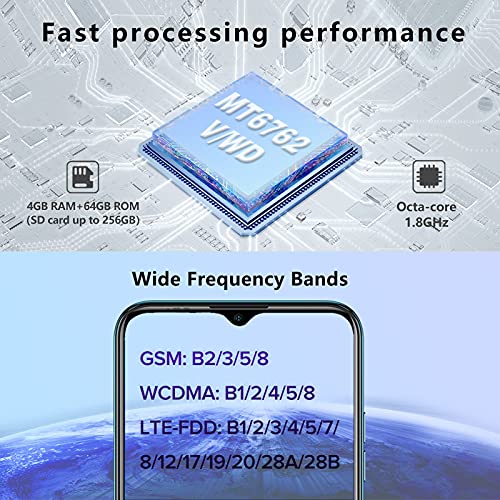 Fast processing performance
MT6762
V/WD
4GB RAM+64GB ROM
(SD card up to 256GB)
Octa-core
1.8GHz
Wide Frequency Bands
GSM: B2/3/5/8
WCDMA: B1/2/4/5/8
LTE-FDD: B1/2/3/4/5/7/
8/12/17/19/20/28A/28B